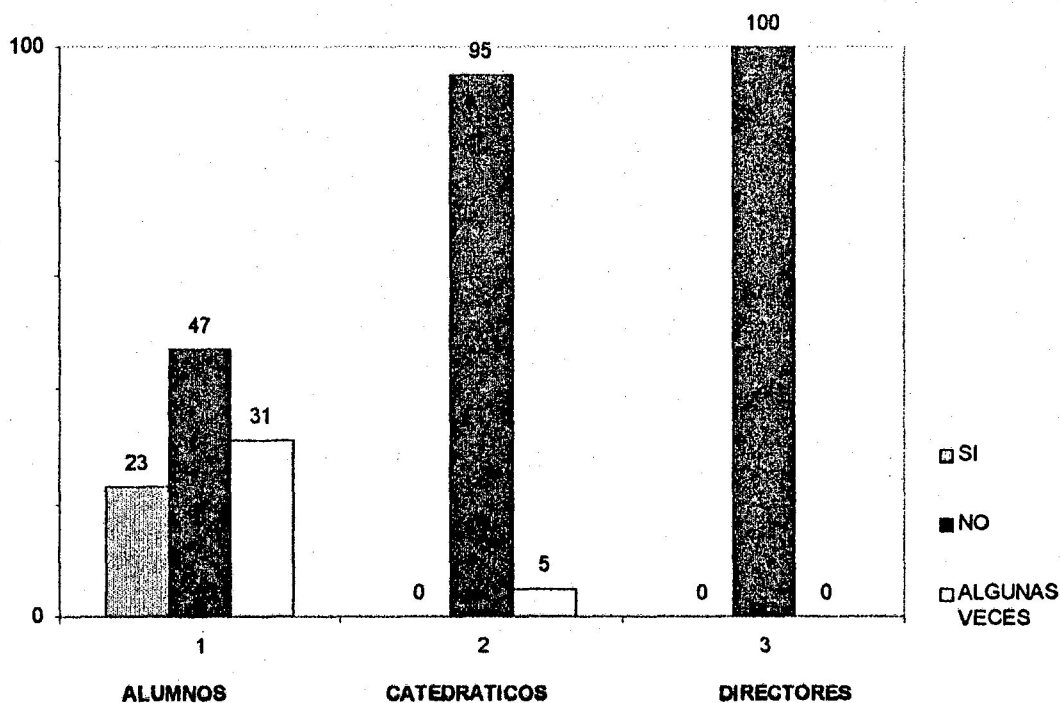 100
95
100
47
31
23
0
5
0
0
0
1
2
3
ALUMNOS
CATEDRATICOS
DIRECTORES
SI
NO
ALGUNAS
VECES